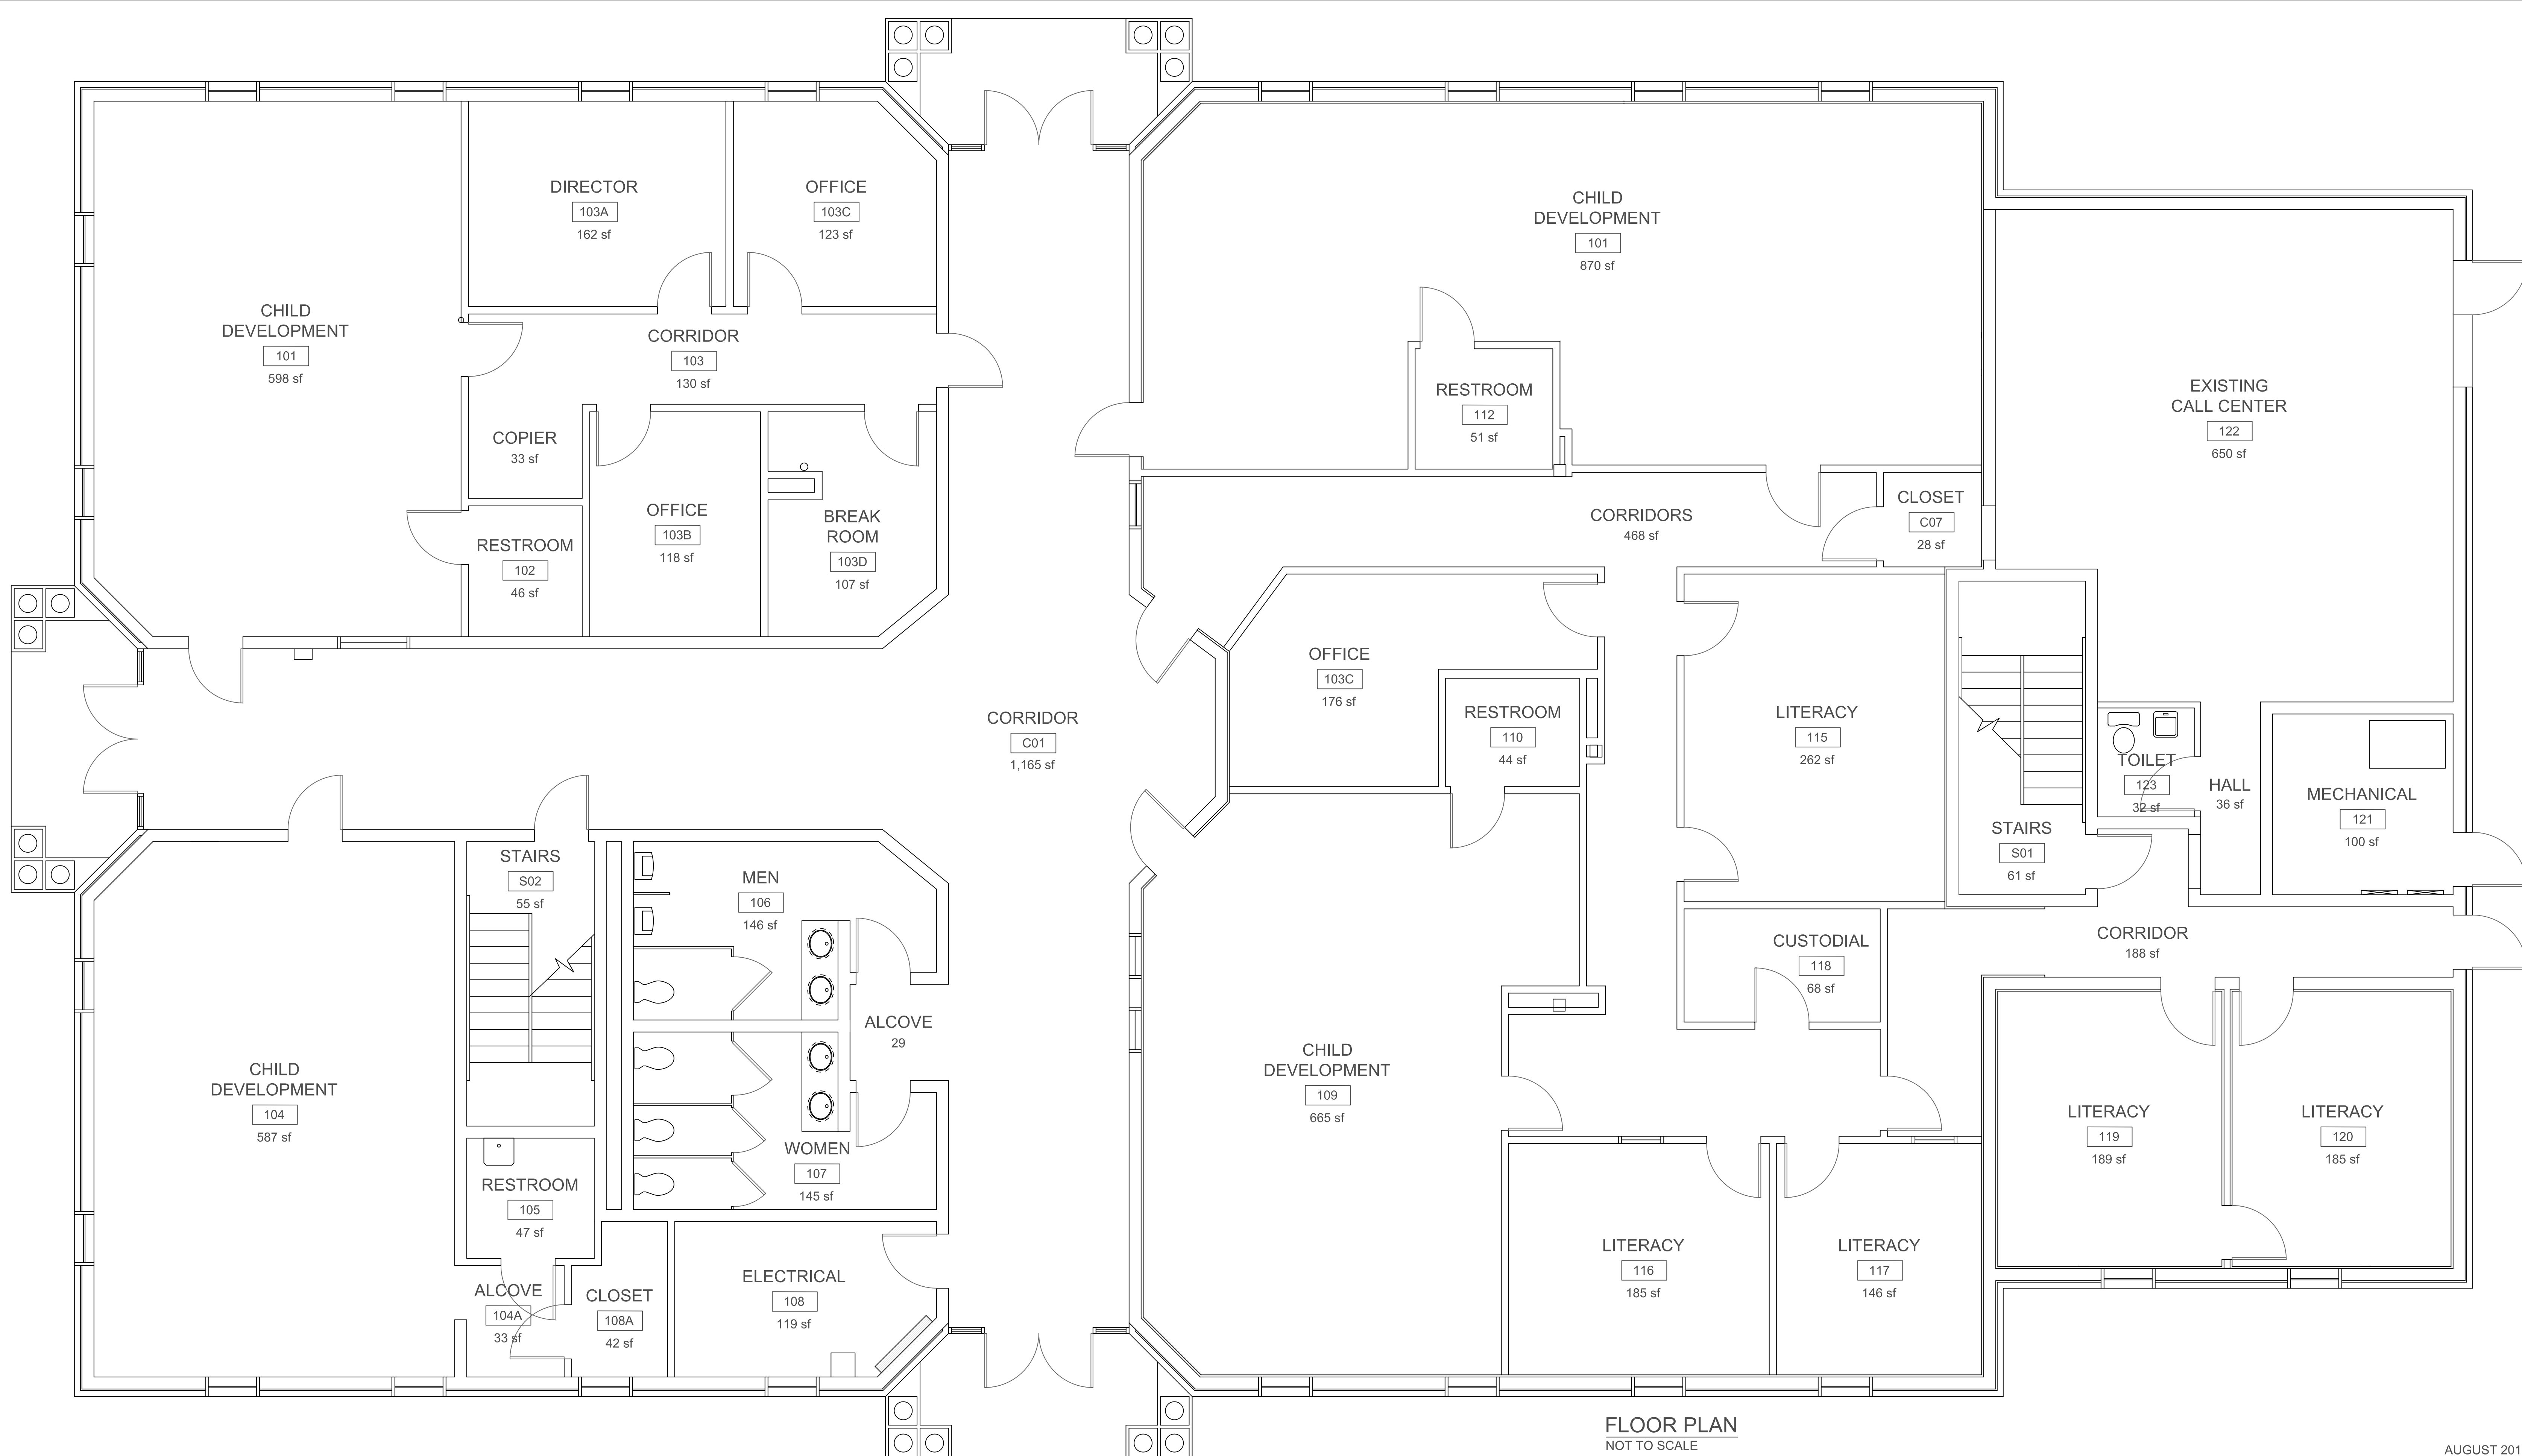 DIRECTOR
103A
162 sf
OFFICE
103C
123 sf
CHILD
DEVELOPMENT
101
870 sf
CHILD
DEVELOPMENT
101
598 sf
CORRIDOR
103
130 sf
COPIER
33 sf
RESTROOM
112
51 sf
EXISTING
CALL CENTER
122
650 sf
OFFICE
103B
118 sf
BREAK
ROOM
103D
107 sf
RESTROOM
102
46 sf
CORRIDORS
468 sf
CLOSET
C07
28 sf
OFFICE
103C
176 sf
RESTROOM
110
44 sf
LITERACY
115
262 sf
CORRIDOR
C01
1,165 sf
TOILET
123
32 sf
HALL
36 sf
MECHANICAL
121
100 sf
STAIRS
S01
61 sf
STAIRS
S02
55 sf
MEN
106
146 sf
CUSTODIAL
118
68 sf
CORRIDOR
188 sf
ALCOVE
29
CHILD
DEVELOPMENT
104
587 sf
CHILD
DEVELOPMENT
109
665 sf
WOMEN
107
145 sf
LITERACY
119
189 sf
LITERACY
120
185 sf
RESTROOM
105
47 sf
LITERACY
116
185 sf
LITERACY
117
146 sf
ALCOVE
104A
33 sf
CLOSET
108A
42 sf
ELECTRICAL
108
119 sf
FLOOR PLAN
NOT TO SCALE
AUGUST 201